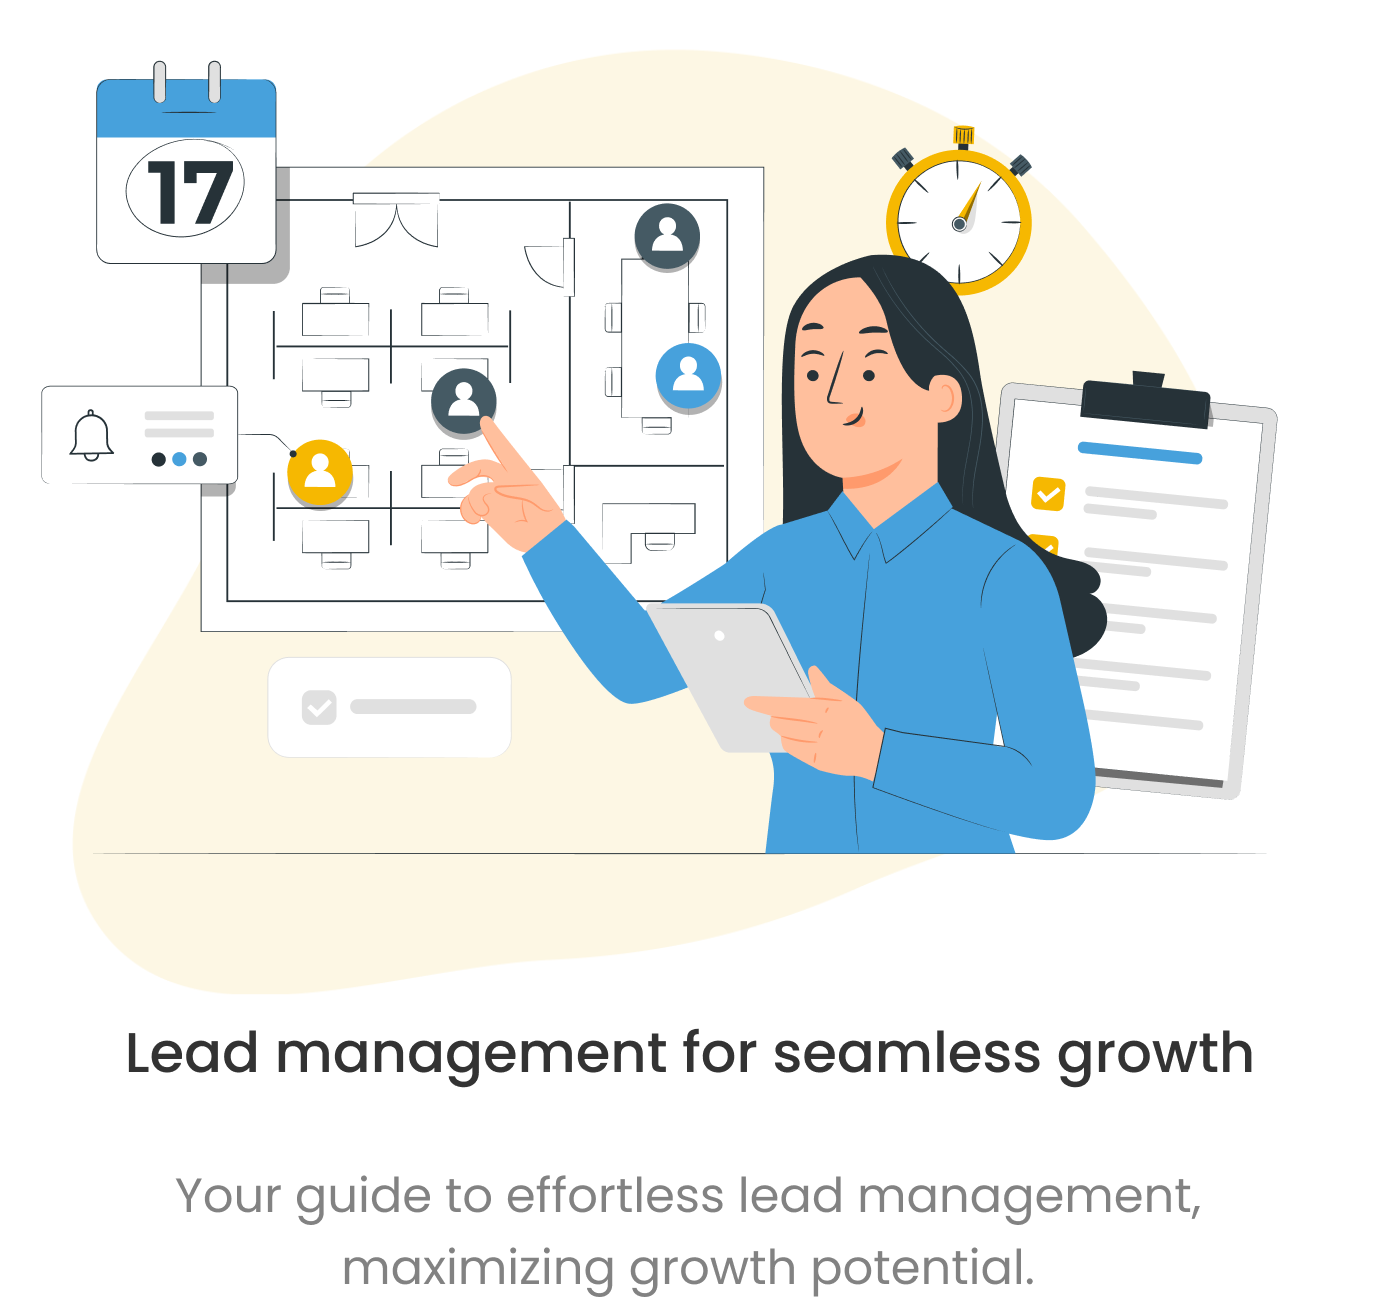 17
Lead management for seamless growth
Your guide to effortless lead management,
maximizing growth potential.